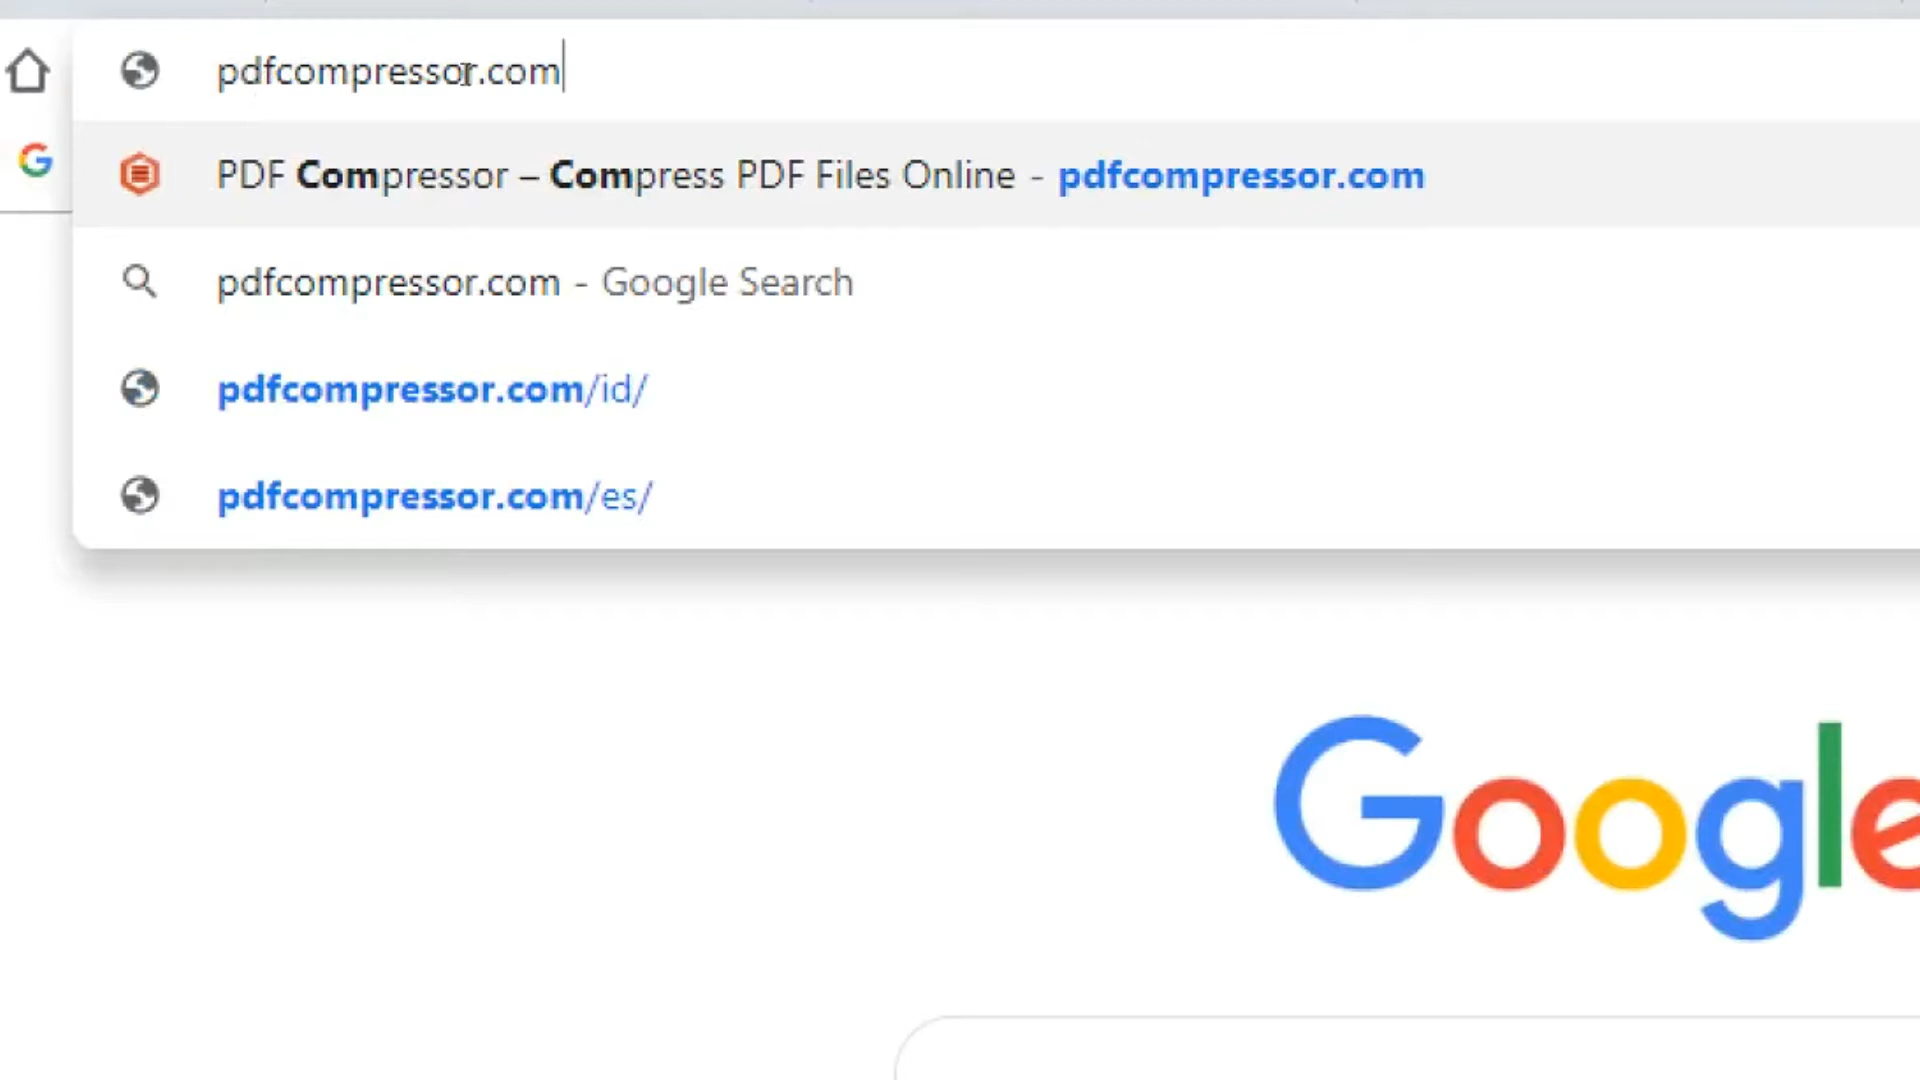 pdfcompressor.com
PDF Compressor – Compress PDF Files Online - pdfcompressor.com
pdfcompressor.com - Google Search
pdfcompressor.com/id/
pdfcompressor.com/es/
Google